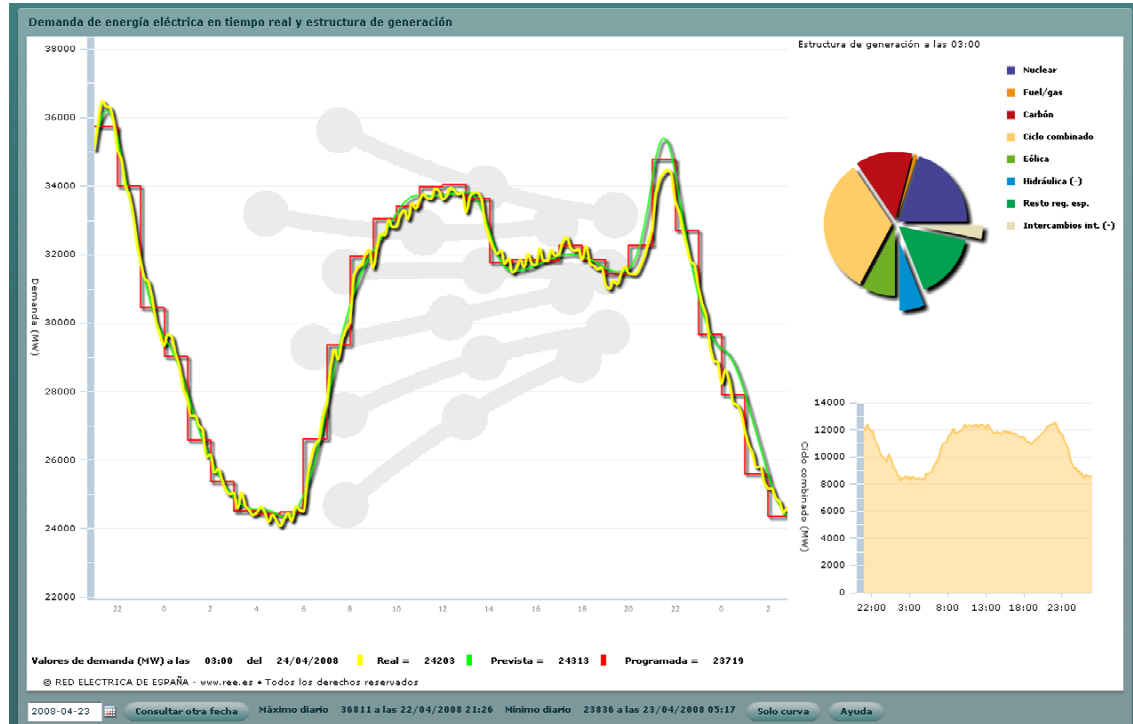 Demanda de energía eléctrica en tiempo real y estructura de generación
38000
36000
34000
32000
30000
28000
26000
24000
22000
Demanda (MW)
22 0 2 4 6 8 10 12 14 16 18 20 22 0 2
Estructura de generación a las 03:00
Nuclear
Fuel/gas
Carbón
Ciclo combinado
Eólica
Hidráulica (-)
Resto reg. esp.
Intercambios int. (-)
14000
12000
10000
8000
6000
4000
2000
0
Ciclo combinado (MW)
22:00 3:00 8:00 13:00 18:00 23:00
Valores de demanda (MW) a las 03:00 del 24/04/2008 Real = 24203 Prevista = 24313 Programada = 23719
© RED ELECTRICA DE ESPAÑA - www.ree.es • Todos los derechos reservados
2008-04-23 Consultar otra fecha Máximo diario 36811 a las 22/04/2008 21:26 Mínimo diario 23836 a las 23/04/2008 05:17 Solo curva Ayuda